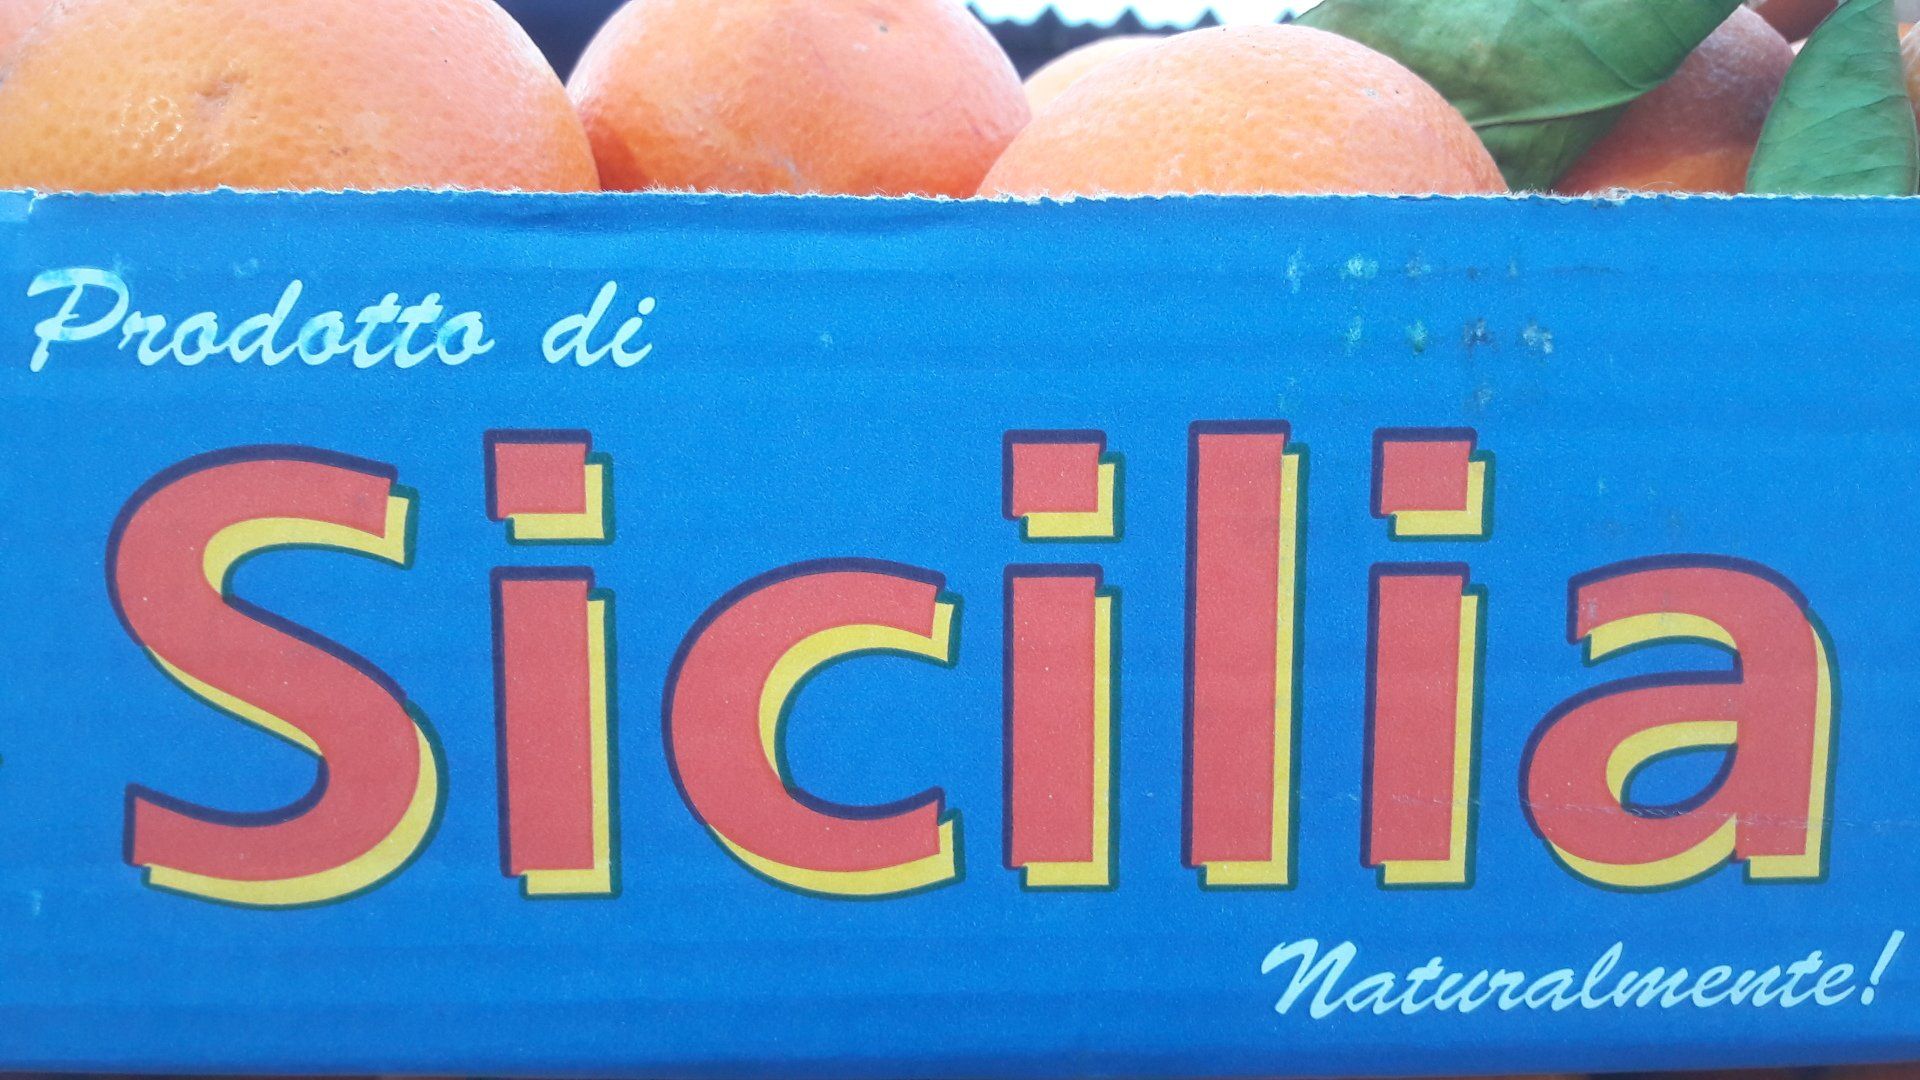 Prodotto di
Sicilia
Naturalmente!